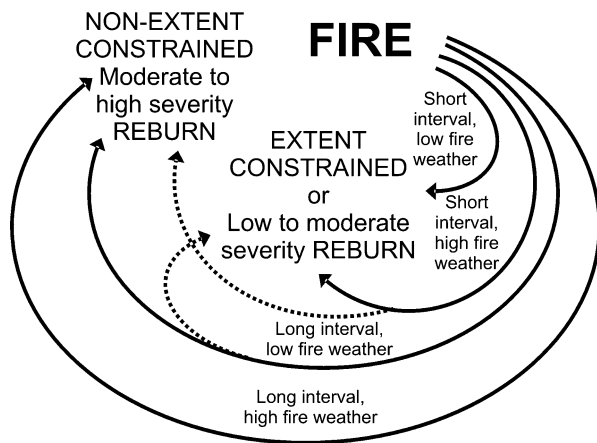 NON-EXTENT
CONSTRAINED
Moderate to
high severity
REBURN
FIRE
EXTENT
CONSTRAINED
or
Low to moderate
severity REBURN
Short
interval,
low fire
weather
Short
interval,
high fire
weather
Long interval,
low fire weather
Long interval,
high fire weather